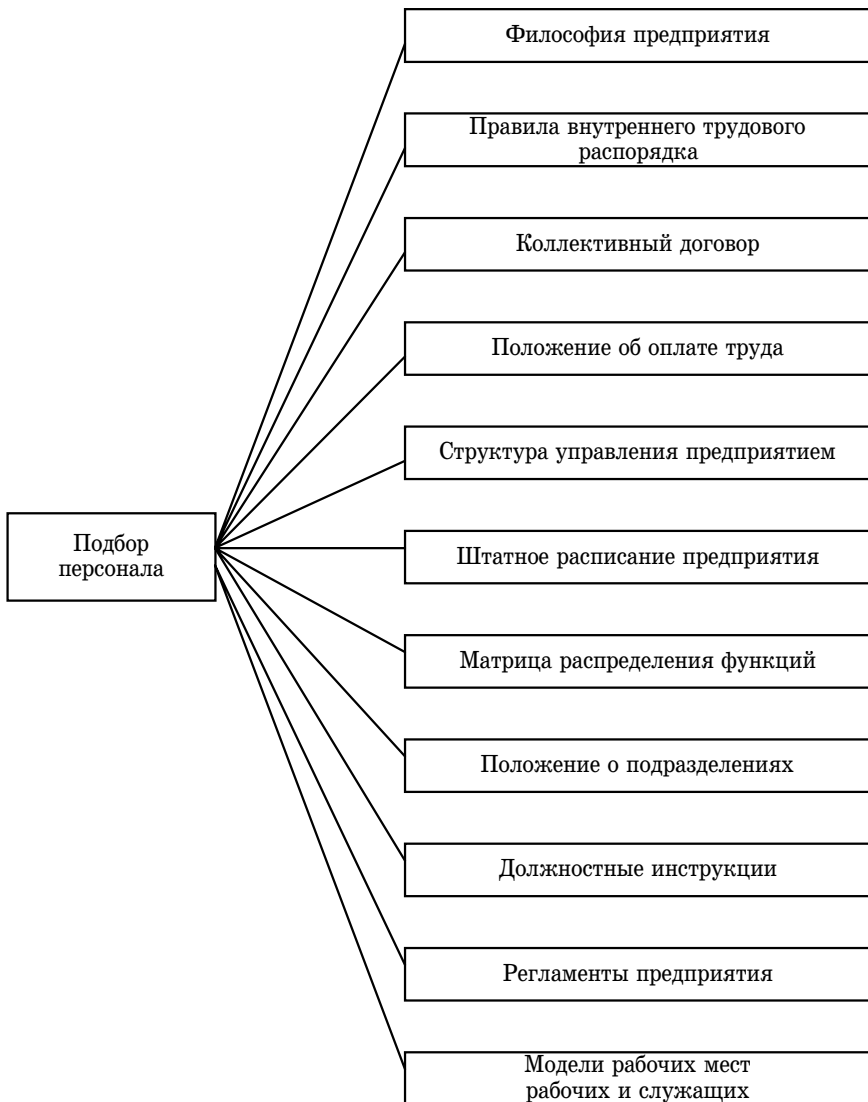 Философия предприятия
Правила внутреннего трудового
распорядка
Коллективный договор
Положение об оплате труда
Структура управления предприятием
Подбор
персонала
Штатное расписание предприятия
Матрица распределения функций
Положение о подразделениях
Должностные инструкции
Регламенты предприятия
Модели рабочих мест
рабочих и служащих